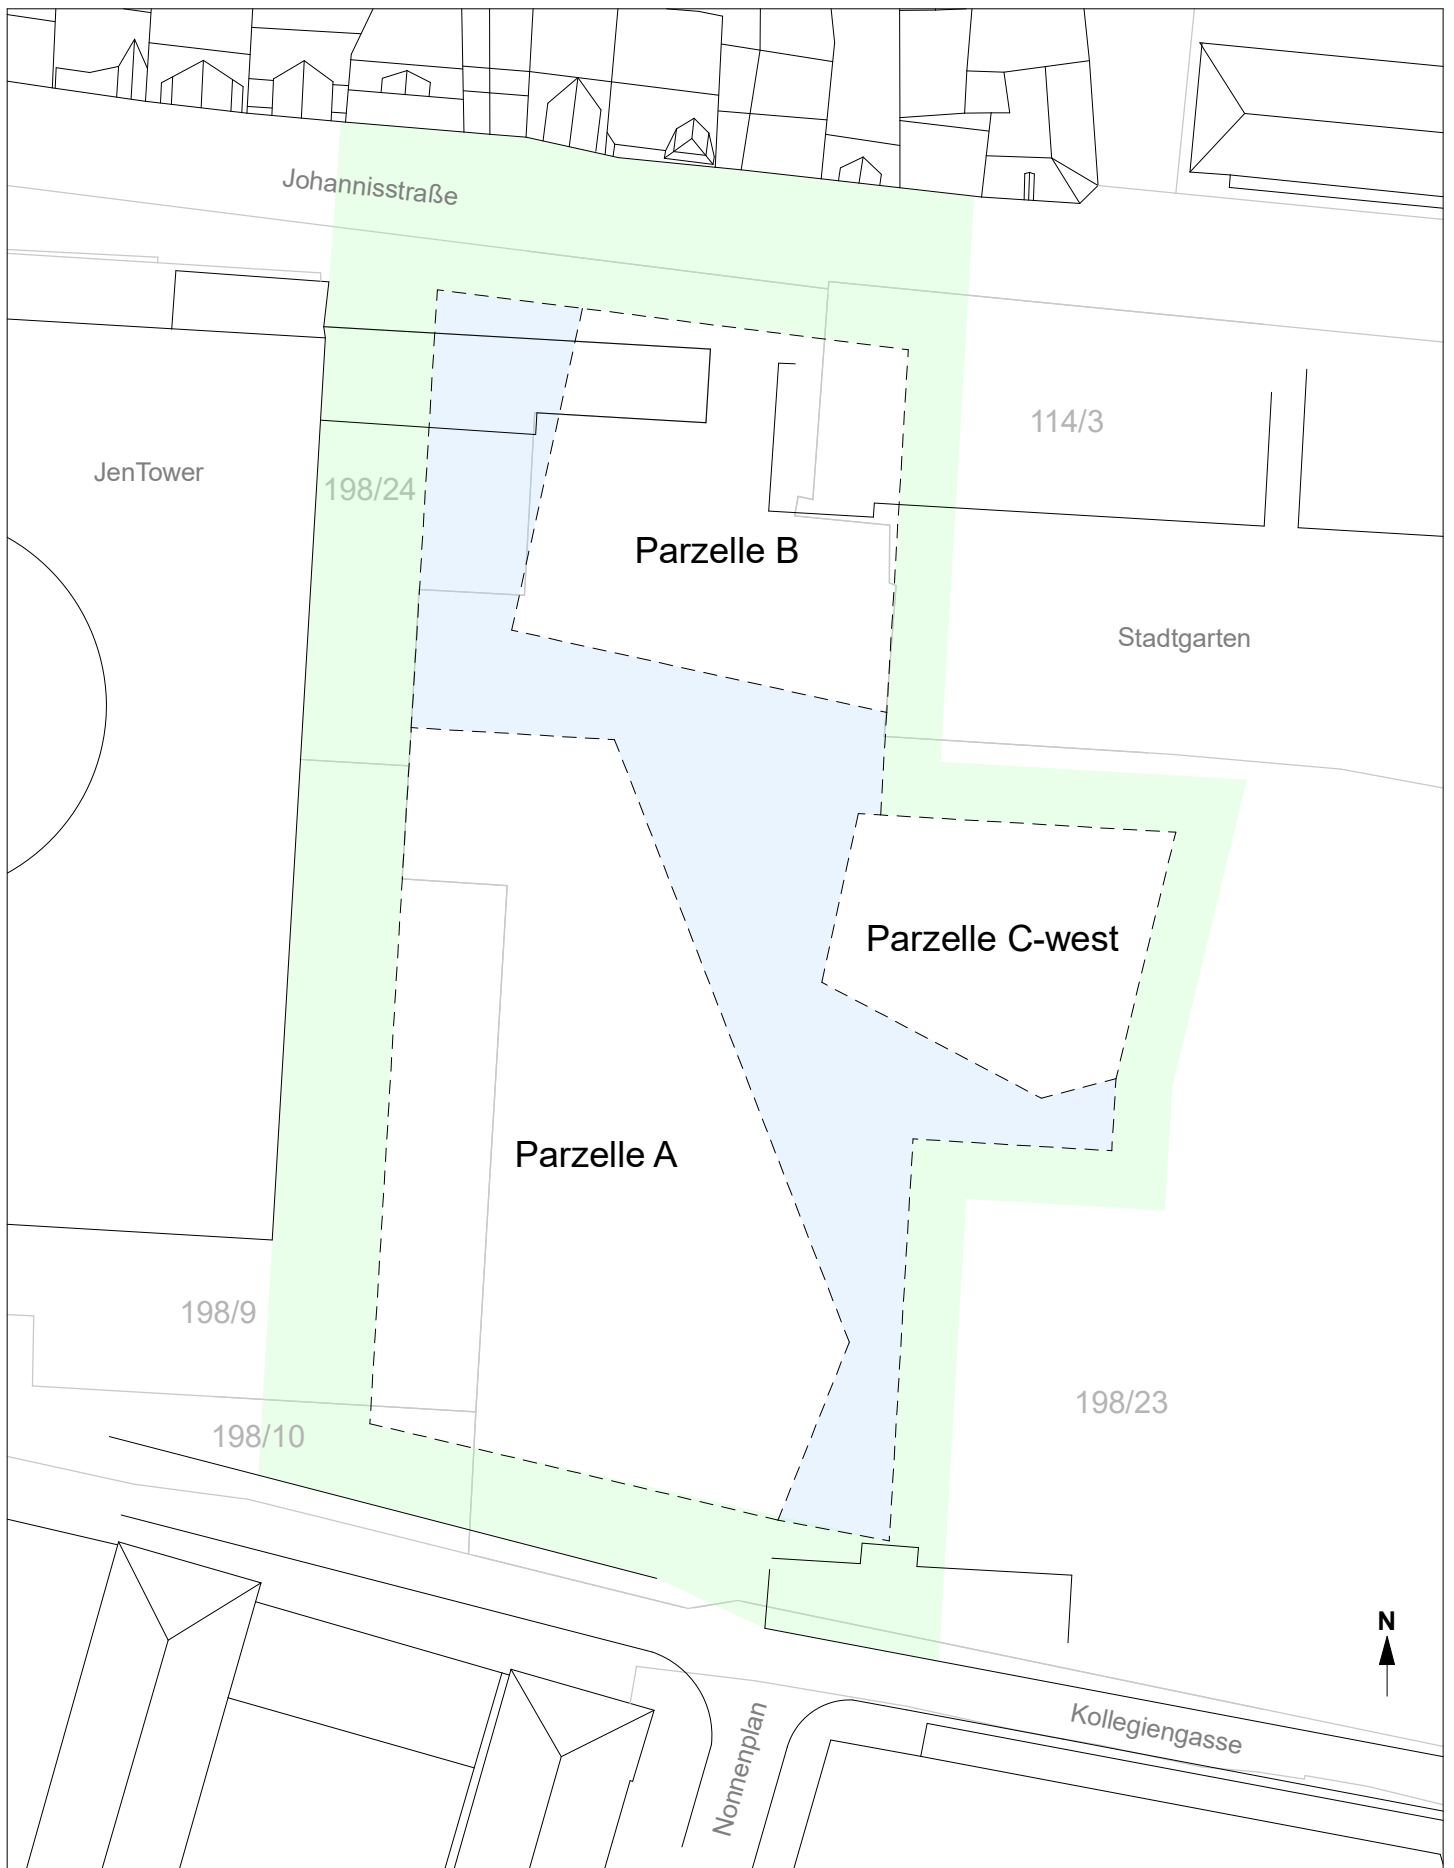 Johannisstraße
114/3
JenTower
198/24
Parzelle B
Stadtgarten
Parzelle C-west
Parzelle A
198/9
198/23
198/10
N
Nonnenplan
Kollegiengasse